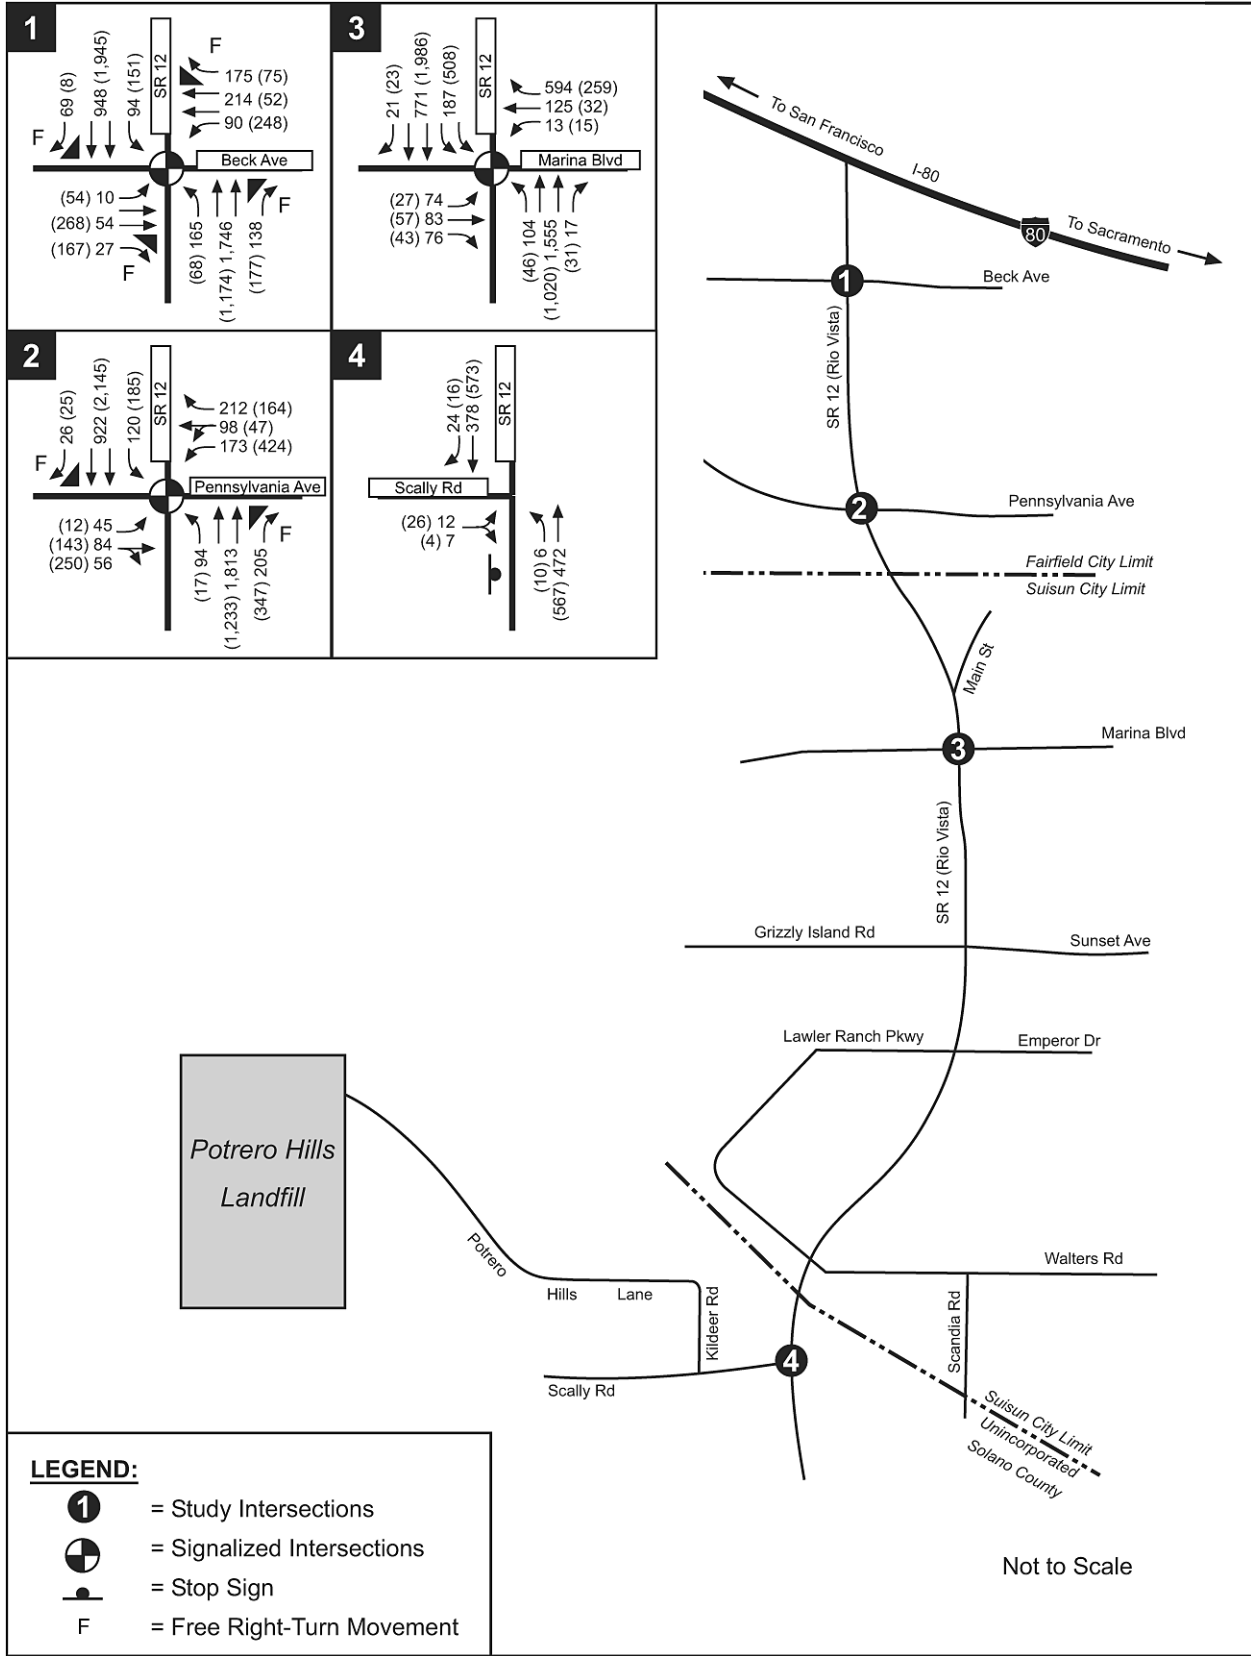 1
SR 12
69 (8)
948 (1,945)
94 (151)
F
175 (75)
214 (52)
90 (248)
F
Beck Ave
(54) 10
(268) 54
(167) 27
F
(68) 165
(1,174) 1,746
(177) 138
F
3
SR 12
21 (23)
771 (1,986)
187 (508)
594 (259)
125 (32)
13 (15)
Marina Blvd
(27) 74
(57) 83
(43) 76
(46) 104
(1,020) 1,555
(31) 17
2
SR 12
26 (25)
922 (2,145)
120 (185)
212 (164)
98 (47)
173 (424)
F
Pennsylvania Ave
(12) 45
(143) 84
(250) 56
(17) 94
(1,233) 1,813
(347) 205
F
4
SR 12
24 (16)
378 (573)
Scally Rd
(26) 12
(4) 7
(10) 6
(567) 472
To San Francisco
I-80
80
To Sacramento
1
Beck Ave
SR 12 (Rio Vista)
2
Pennsylvania Ave
Fairfield City Limit
Suisun City Limit
Main St
3
Marina Blvd
SR 12 (Rio Vista)
Grizzly Island Rd
Sunset Ave
Lawler Ranch Pkwy
Emperor Dr
Potrero Hills
Landfill
Potrero
Hills
Lane
Kildeer Rd
Walters Rd
Scandia Rd
4
Scally Rd
Suisun City Limit
Unincorporated
Solano County
LEGEND:
1 = Study Intersections
= Signalized Intersections
= Stop Sign
F = Free Right-Turn Movement
Not to Scale